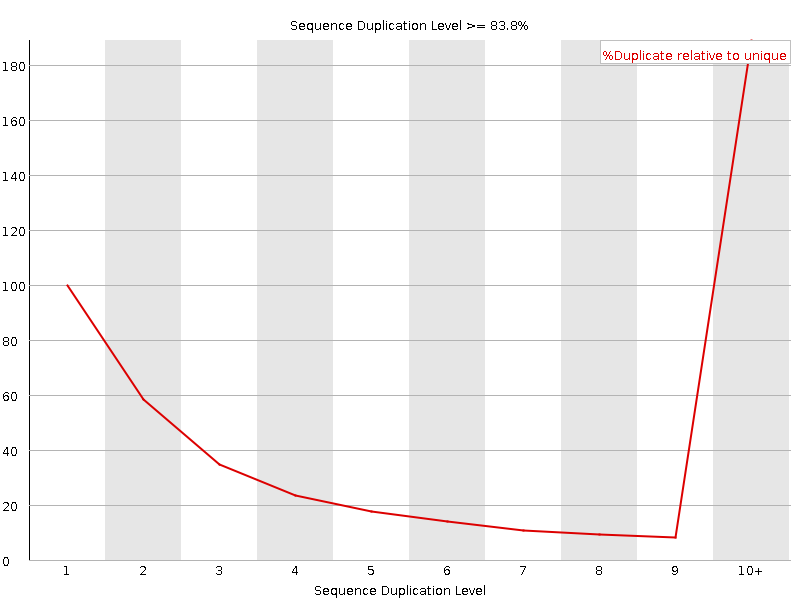 Sequence Duplication Level >= 83.8%
%Duplicate relative to unique
180
160
140
120
100
80
60
40
20
0
1 2 3 4 5 6 7 8 9 10+
Sequence Duplication Level